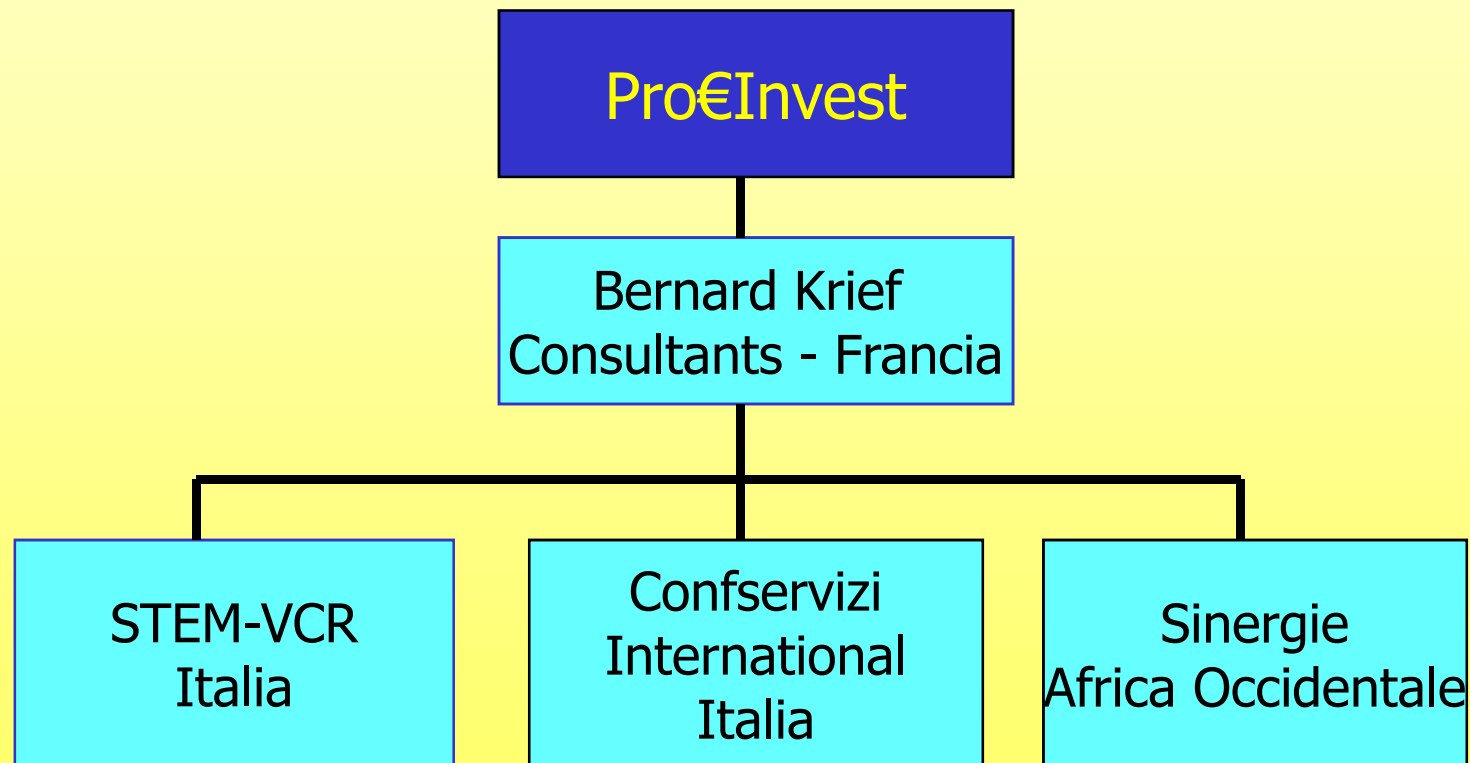 Pro€Invest
Bernard Krief
Consultants - Francia
STEM-VCR
Italia
Confservizi
International
Italia
Sinergie
Africa Occidentale